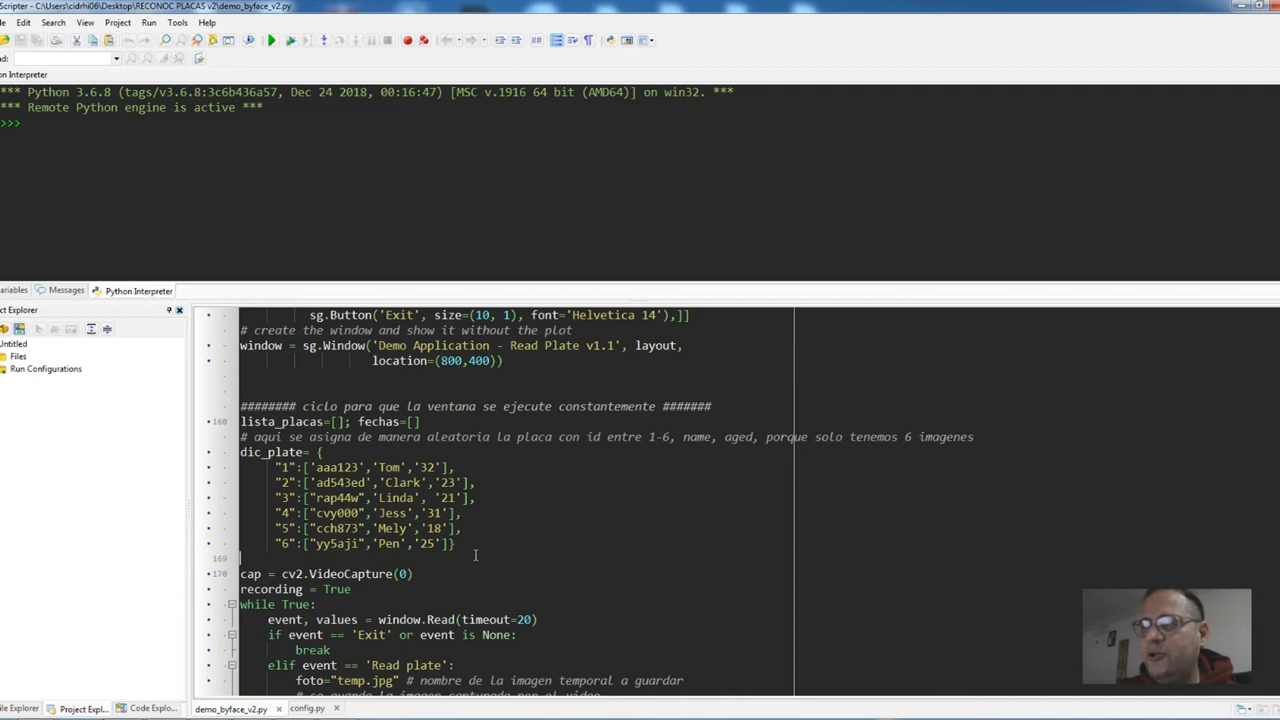 Scripter - C:\Users\cidrhi06\Desktop\RECONOC PLACAS v2\demo_byface_v2.py
Edit Search View Project Run Tools Help
*** Python 3.6.8 (tags/v3.6.8:3c6b436a57, Dec 24 2018, 00:16:47) [MSC v.1916 64 bit (AMD64)] on win32. ***
*** Remote Python engine is active ***
>>>
Messages Python Interpreter
Untitled
Files
Run Configurations
sg.Button('Exit', size=(10, 1), font='Helvetica 14'),]]
# create the window and show it without the plot
window = sg.Window('Demo Application - Read Plate v1.1', layout,
location=(800,400))
######## ciclo para que la ventana se ejecute constantemente #######
160 lista_placas=[]; fechas=[]
# aqui se asigna de manera aleatoria la placa con id entre 1-6, name, aged, porque solo tenemos 6 imagenes
dic_plate= {
"1":['aaa123','Tom','32'],
"2":['ad543ed','Clark','23'],
"3":["rap44w",'Linda', '21'],
"4":["cvy000",'Jess','31'],
"5":["cch873",'Mely','18'],
"6":["yy5aji",'Pen','25']}
169
170 cap = cv2.VideoCapture(0)
recording = True
while True:
event, values = window.Read(timeout=20)
if event == 'Exit' or event is None:
break
elif event == 'Read plate':
foto="temp.jpg" # nombre de la imagen temporal a guardar
Project Expl... Code Explo...
demo_byface_v2.py × config.py ×